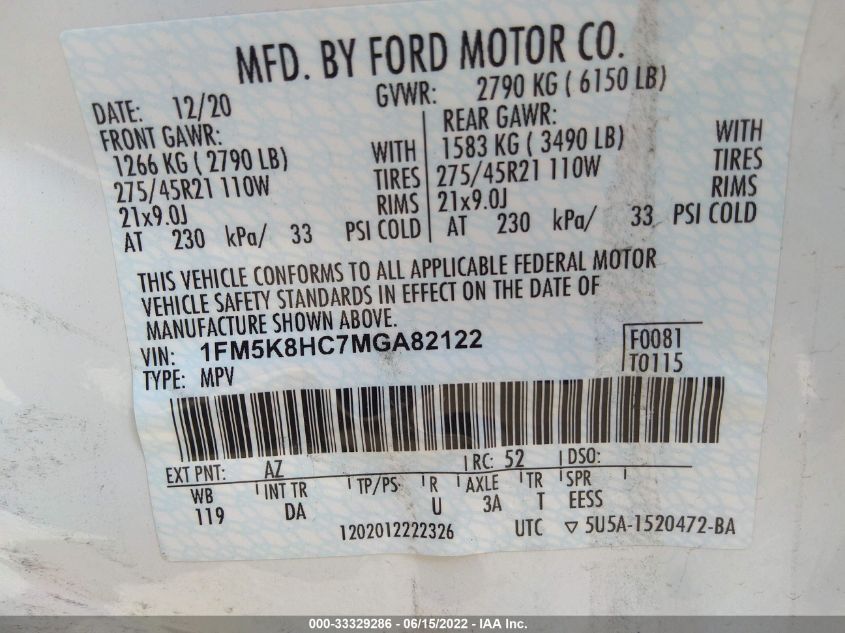 MFD. BY FORD MOTOR CO.
DATE: 12/20 GVWR: 2790 KG ( 6150 LB)
FRONT GAWR: REAR GAWR:
1266 KG ( 2790 LB) WITH 1583 KG ( 3490 LB) WITH
275/45R21 110W TIRES 275/45R21 110W TIRES
21x9.0J RIMS 21x9.0J RIMS
AT 230 kPa/ 33 PSI COLD AT 230 kPa/ 33 PSI COLD
THIS VEHICLE CONFORMS TO ALL APPLICABLE FEDERAL MOTOR
VEHICLE SAFETY STANDARDS IN EFFECT ON THE DATE OF
MANUFACTURE SHOWN ABOVE.
VIN: 1FM5K8HC7MGA82122 F0081
TYPE: MPV T0115
EXT PNT: AZ RC: 52 DSO:
WB INT TR TP/PS R AXLE TR SPR
119 DA U 3A T EESS
1202012222326 UTC ▽ 5U5A-1520472-BA
000-33329286 - 06/15/2022 - IAA Inc.